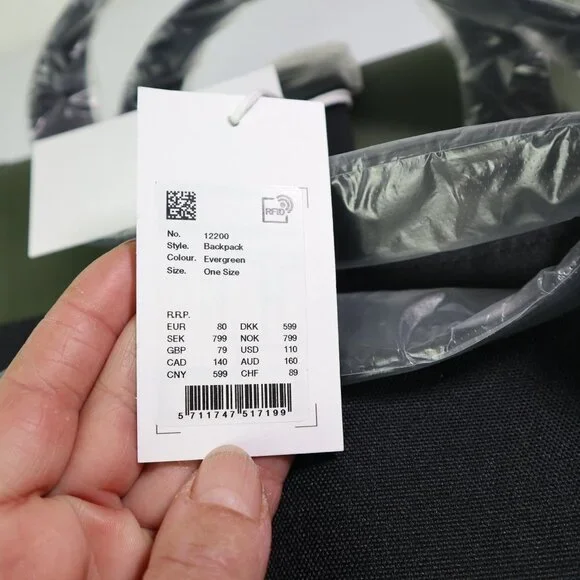 RFID
No. 12200
Style. Backpack
Colour. Evergreen
Size. One Size
R.R.P.
EUR 80 DKK 599
SEK 799 NOK 799
GBP 79 USD 110
CAD 140 AUD 160
CNY 599 CHF 89
5 711747 517199